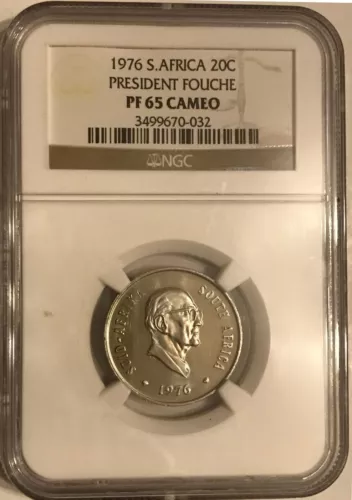 1976 S.AFRICA 20C
PRESIDENT FOUCHE
PF 65 CAMEO
3499670-032
NGC
SUID-AFRIKA
SOUTH AFRICA
1976